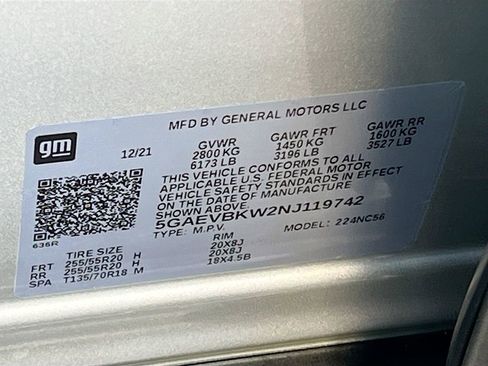 gm
MFD BY GENERAL MOTORS LLC
12/21
GVWR GAWR FRT GAWR RR
2800 KG 1450 KG 1600 KG
6173 LB 3196 LB 3527 LB
THIS VEHICLE CONFORMS TO ALL
APPLICABLE U.S. FEDERAL MOTOR
VEHICLE SAFETY STANDARDS IN EFFECT
ON THE DATE OF MANUFACTURE
SHOWN ABOVE.
5GAEVBKW2NJ119742
636R
TYPE: M.P.V. MODEL: 224NC56
TIRE SIZE RIM
FRT 255/55R20 H 20X8J
RR 255/55R20 H 20X8J
SPA T135/70R18 M 18X4.5B